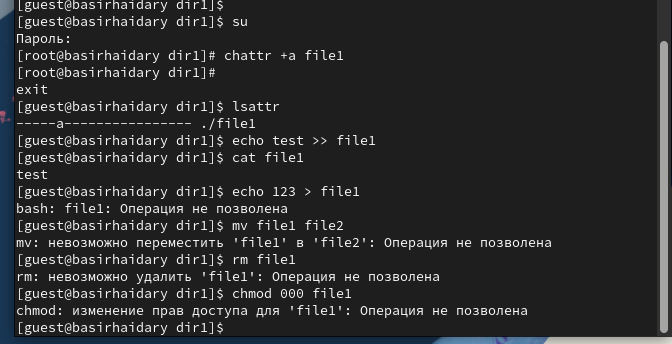 [guest@basirhaidary dir1]$
[guest@basirhaidary dir1]$ su
Пароль:
[root@basirhaidary dir1]# chattr +a file1
[root@basirhaidary dir1]#
exit
[guest@basirhaidary dir1]$ lsattr
-----a---------------- ./file1
[guest@basirhaidary dir1]$ echo test >> file1
[guest@basirhaidary dir1]$ cat file1
test
[guest@basirhaidary dir1]$ echo 123 > file1
bash: file1: Операция не позволена
[guest@basirhaidary dir1]$ mv file1 file2
mv: невозможно переместить 'file1' в 'file2': Операция не позволена
[guest@basirhaidary dir1]$ rm file1
rm: невозможно удалить 'file1': Операция не позволена
[guest@basirhaidary dir1]$ chmod 000 file1
chmod: изменение прав доступа для 'file1': Операция не позволена
[guest@basirhaidary dir1]$